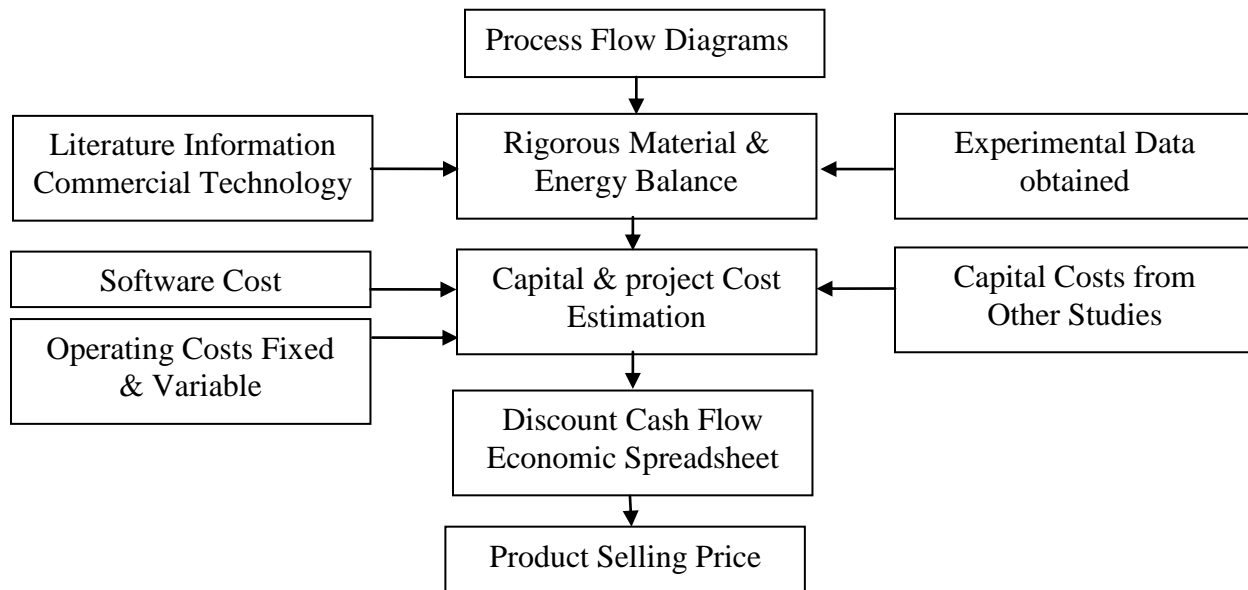 Process Flow Diagrams
Literature Information
Commercial Technology
Rigorous Material &
Energy Balance
Experimental Data
obtained
Software Cost
Capital & project Cost
Estimation
Capital Costs from
Other Studies
Operating Costs Fixed
& Variable
Discount Cash Flow
Economic Spreadsheet
Product Selling Price